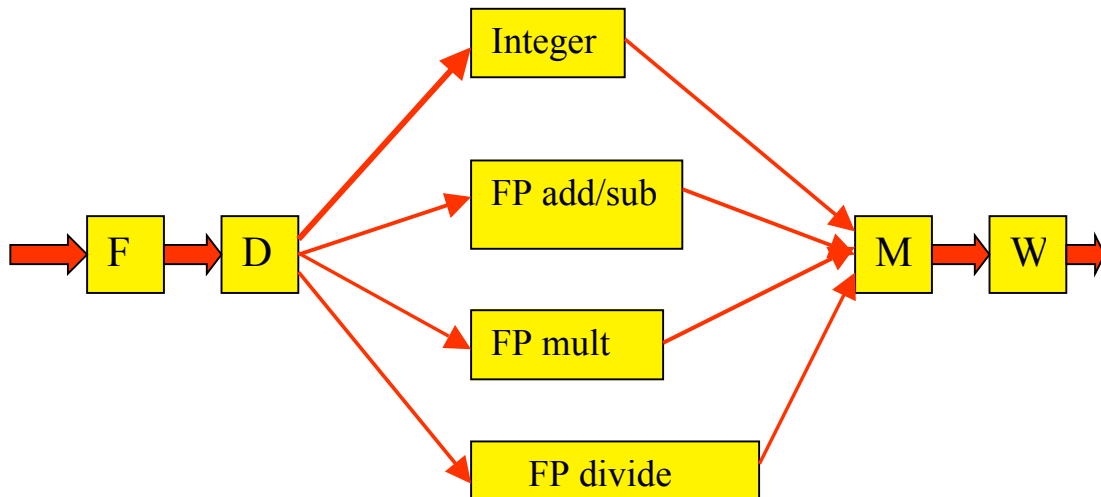 Integer
FP add/sub
F
D
M
W
FP mult
FP divide